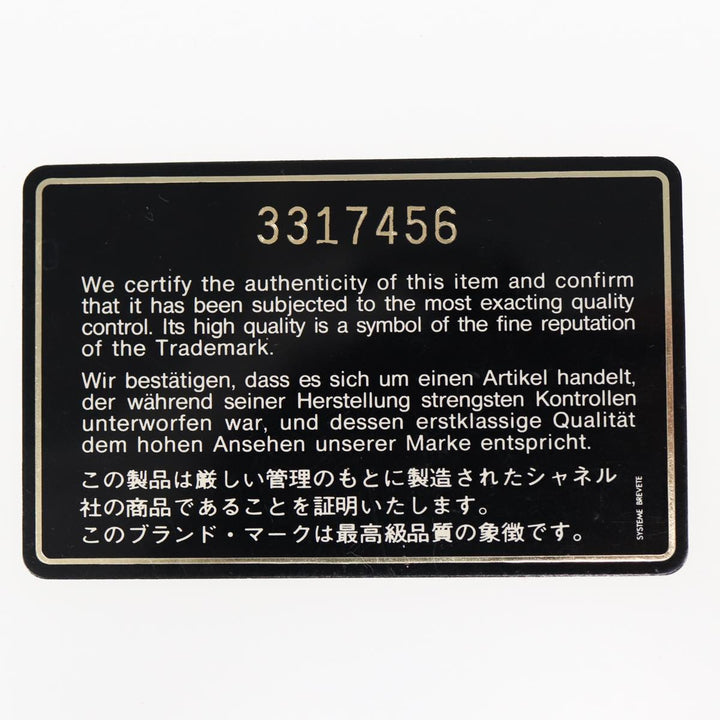 3317456
We certify the authenticity of this item and confirm
that it has been subjected to the most exacting quality
control. Its high quality is a symbol of the fine reputation
of the Trademark.
Wir bestätigen, dass es sich um einen Artikel handelt,
der während seiner Herstellung strengsten Kontrollen
unterworfen war, und dessen erstklassige Qualität
dem hohen Ansehen unserer Marke entspricht.
この製品は厳しい管理のもとに製造されたシャネル
社の商品であることを証明いたします。
このブランド・マークは最高級品質の象徴です。
SYSTEME BREVETE